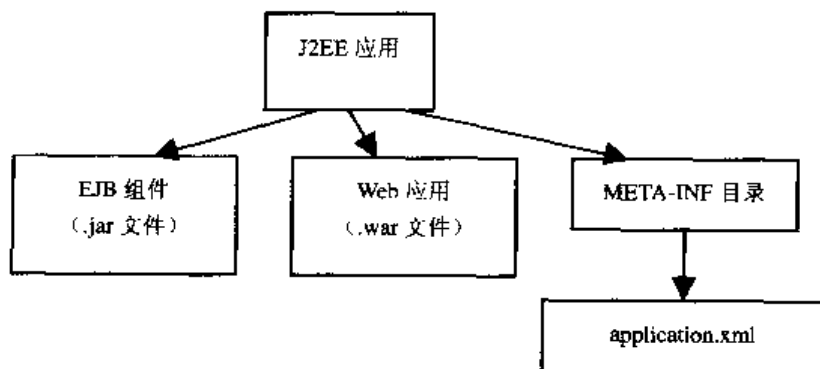 J2EE 应用
EJB 组件
（.jar 文件）
Web 应用
（.war 文件）
META-INF 目录
application.xml